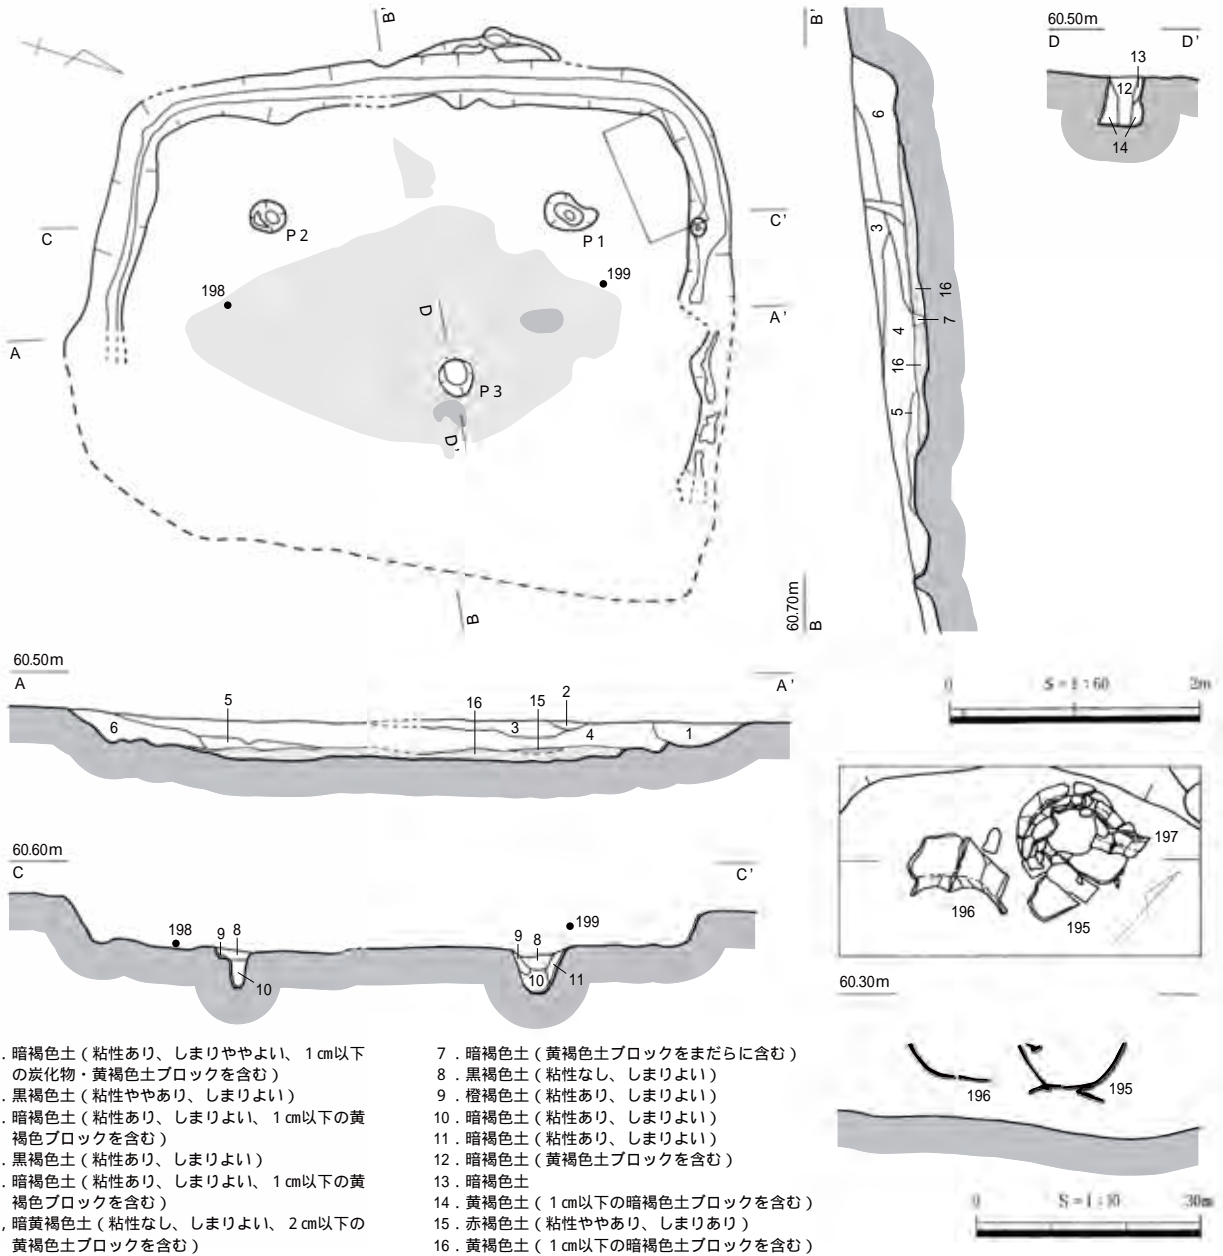 B'
B'
60.50m
D
D'
13
12
14
6
3
16
7
4
16
5
C
C'
P2
P1
198
199
D
A
A'
P3
D'
B
60.70m
B
60.50m
A
A'
5
16
15
2
6
3
4
1
0
S=1:60
2m
60.60m
C
C'
198
9
8
10
9
8
199
10
11
197
196
195
60.30m
196
195
0
S=1:10
30m
．暗褐色土（粘性あり、しまりややよい、1㎝以下
の炭化物・黄褐色土ブロックを含む）
．黒褐色土（粘性ややあり、しまりよい）
．暗褐色土（粘性あり、しまりよい、1㎝以下の黄
褐色ブロックを含む）
．黒褐色土（粘性あり、しまりよい）
．暗褐色土（粘性あり、しまりよい、1㎝以下の黄
褐色ブロックを含む）
，暗黄褐色土（粘性なし、しまりよい、2㎝以下の
黄褐色土ブロックを含む）
7．暗褐色土（黄褐色土ブロックをまだらに含む）
8．黒褐色土（粘性なし、しまりよい）
9．橙褐色土（粘性あり、しまりよい）
10．暗褐色土（粘性あり、しまりよい）
11．暗褐色土（粘性あり、しまりよい）
12．暗褐色土（黄褐色土ブロックを含む）
13．暗褐色土
14．黄褐色土（1㎝以下の暗褐色土ブロックを含む）
15．赤褐色土（粘性ややあり、しまりあり）
16．黄褐色土（1㎝以下の暗褐色土ブロックを含む）